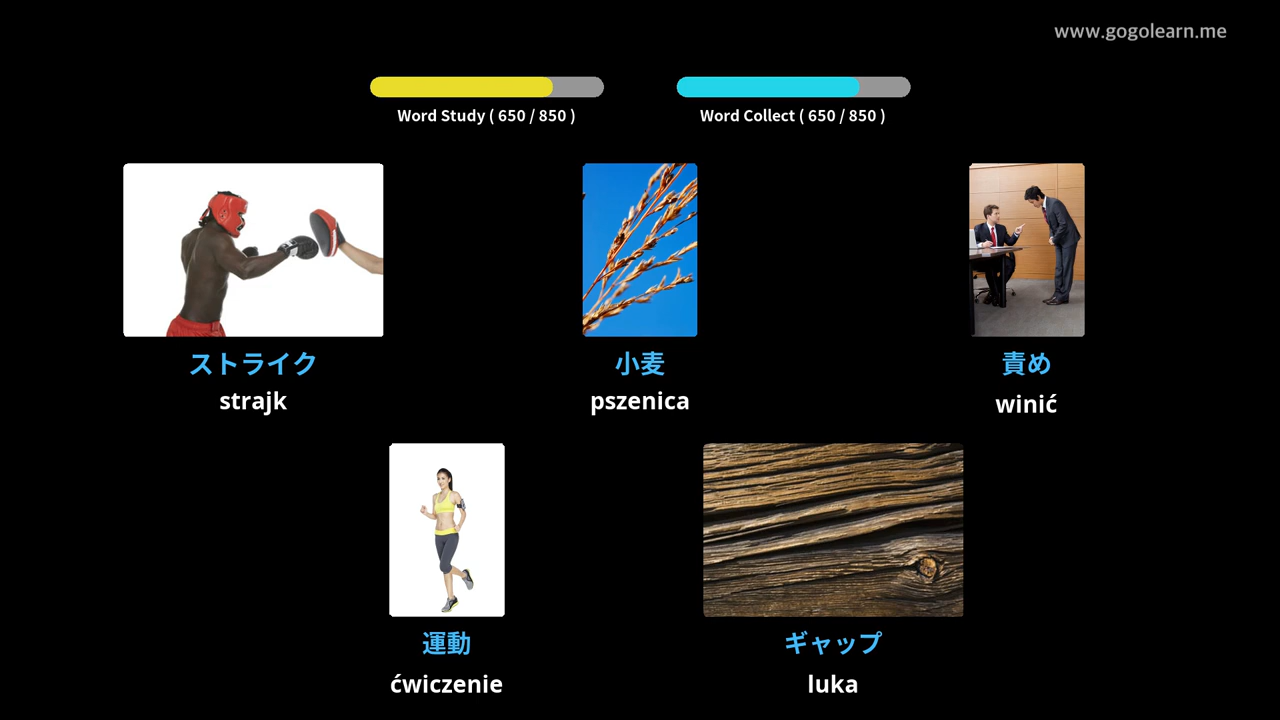 www.gogolearn.me
Word Study ( 650 / 850 )
Word Collect ( 650 / 850 )
ストライク
strajk
小麦
pszenica
責め
winić
運動
ćwiczenie
ギャップ
luka